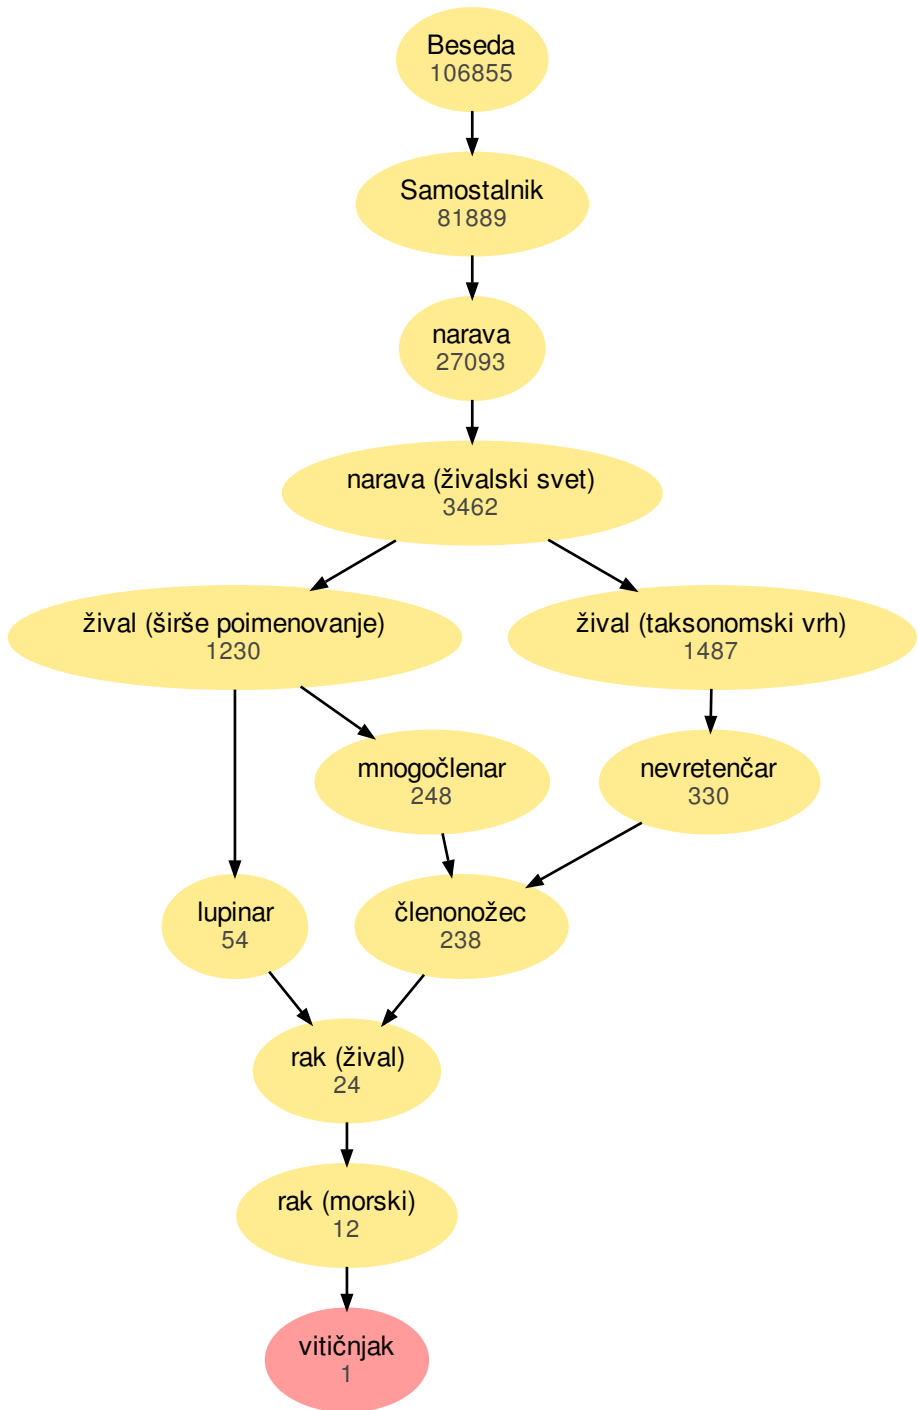 Beseda
106855
Samostalnik
81889
narava
27093
narava (živalski svet)
3462
žival (širše poimenovanje)
1230
žival (taksonomski vrh)
1487
mnogočlenar
248
nevretenčar
330
lupinar
54
členonožec
238
rak (žival)
24
rak (morski)
12
vitičnjak
1